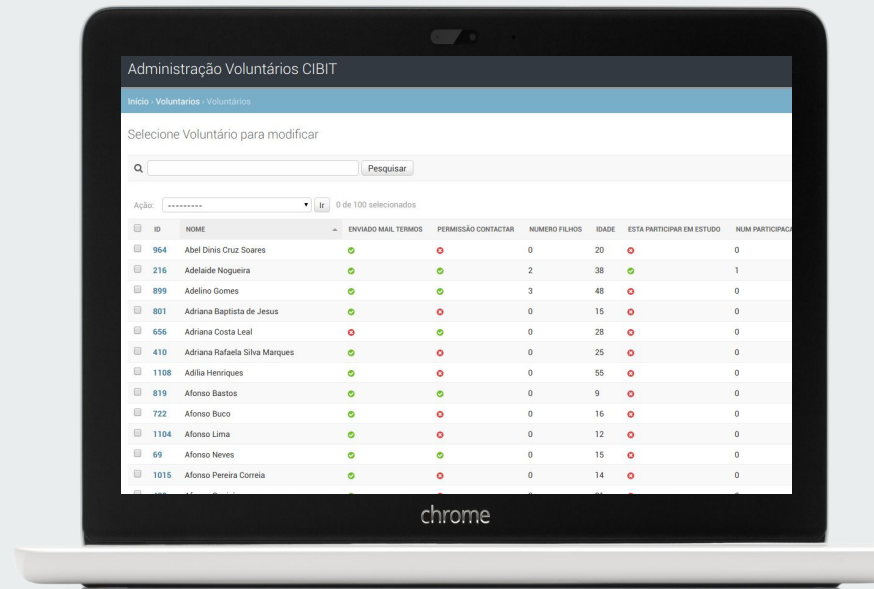 Administração Voluntários CIBIT
Início › Voluntarios › Voluntários
Selecione Voluntário para modificar
Pesquisar
Ação: --------- Ir 0 de 100 selecionados
ID NOME ENVIADO MAIL TERMOS PERMISSÃO CONTACTAR NUMERO FILHOS IDADE ESTA PARTICIPAR EM ESTUDO NUM
964 Abel Dinis Cruz Soares 0 20 0
216 Adelaide Nogueira 2 38 1
899 Adelino Gomes 3 48 0
801 Adriana Baptista de Jesus 0 15 0
656 Adriana Costa Leal 0 28 0
410 Adriana Rafaela Silva Marques 0 25 0
1108 Adília Henriques 0 55 0
819 Afonso Bastos 0 9 0
722 Afonso Buco 0 16 0
1104 Afonso Lima 0 12 0
69 Afonso Neves 0 15 0
1015 Afonso Pereira Correia 0 14 0
chrome